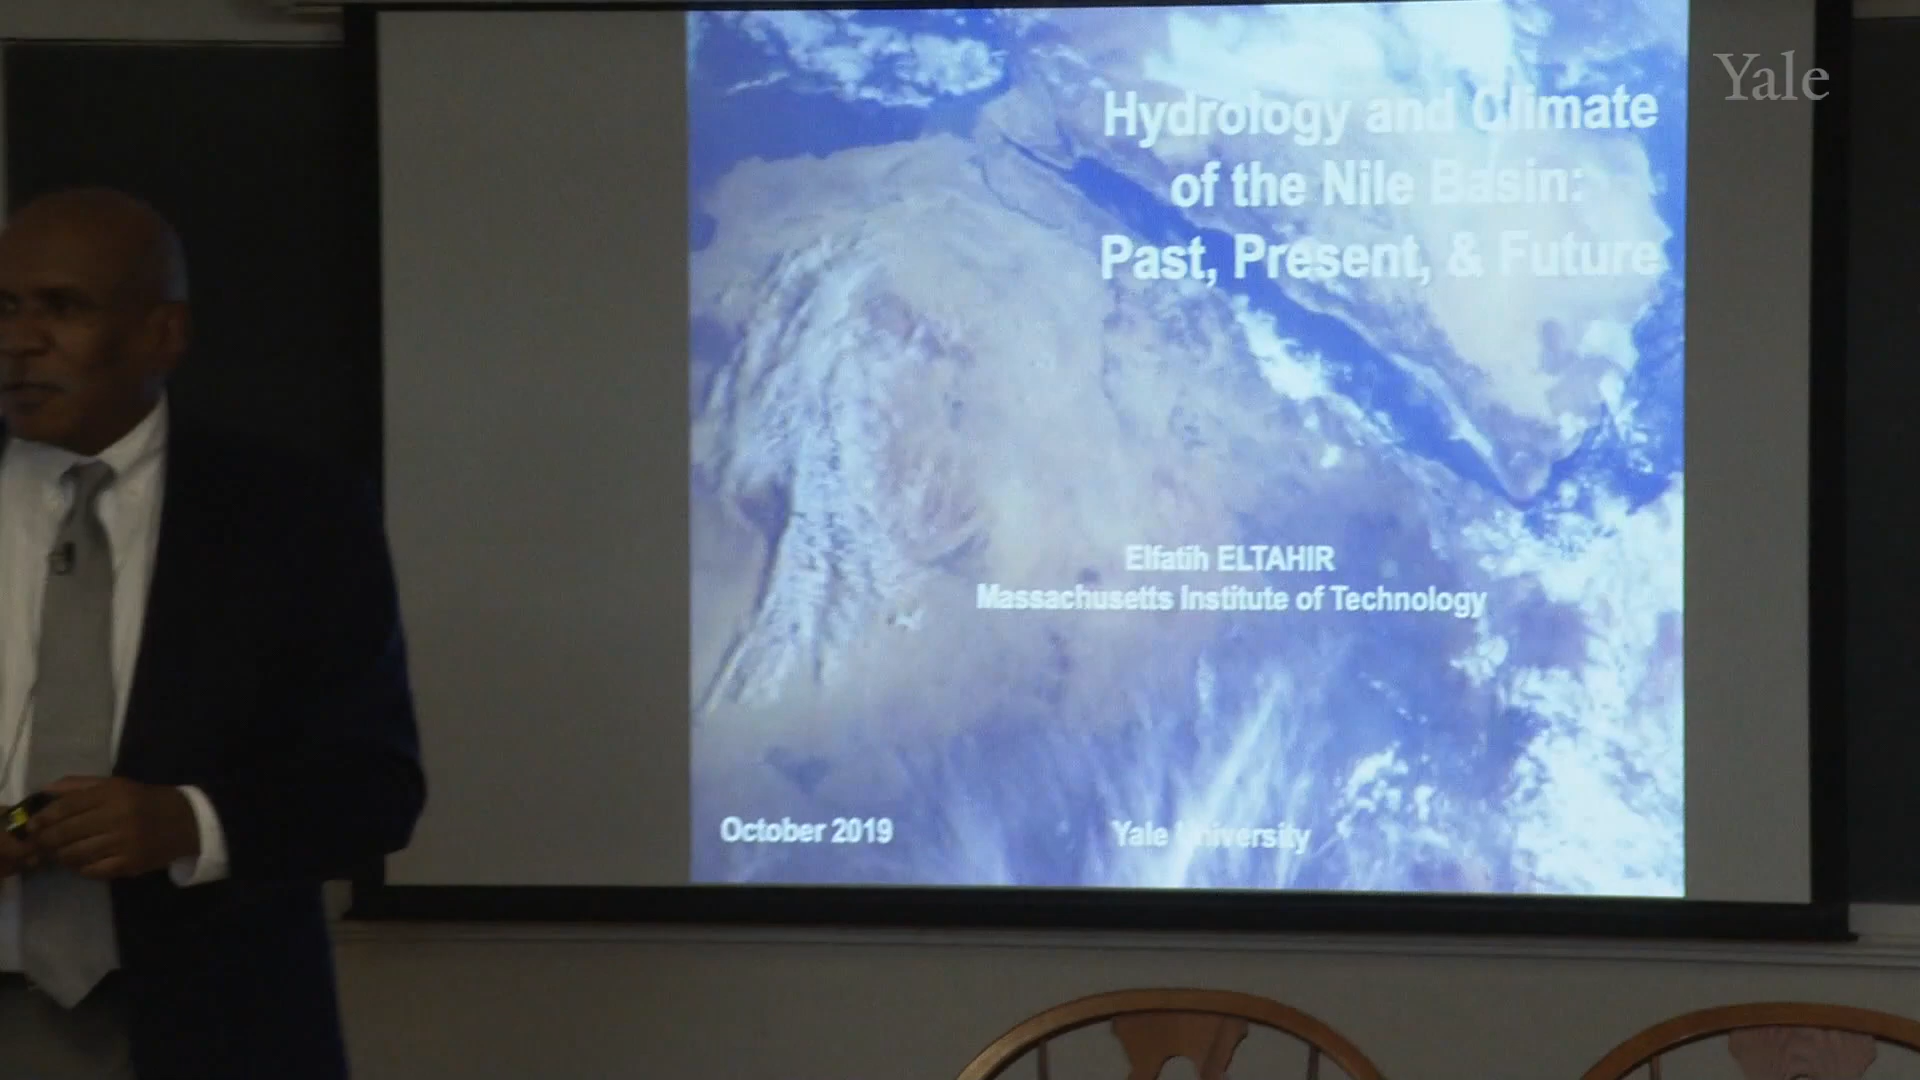 Yale
Hydrology and Climate
of the Nile Basin:
Past, Present, & Future
Elfatih ELTAHIR
Massachusetts Institute of Technology
October 2019
Yale University